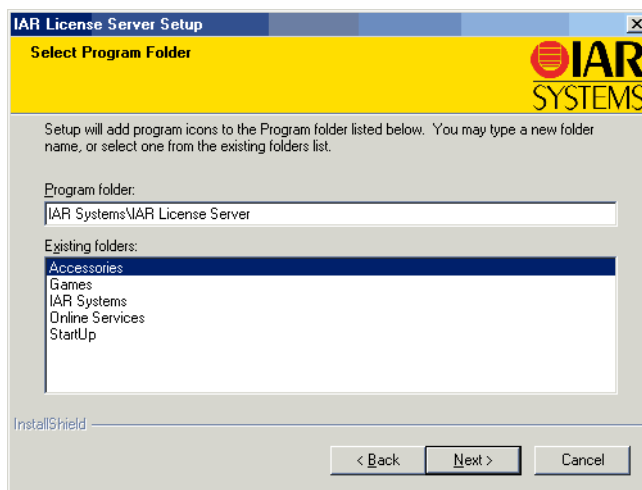 IAR License Server Setup
Select Program Folder
IAR
SYSTEMS
Setup will add program icons to the Program folder listed below. You may type a new folder
name, or select one from the existing folders list.
Program folder:
IAR Systems\IAR License Server
Existing folders:
Accessories
Games
IAR Systems
Online Services
StartUp
InstallShield
< Back
Next >
Cancel